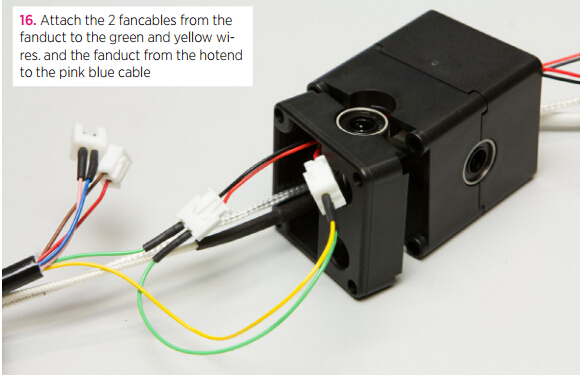 16. Attach the 2 fancables from the
fanduct to the green and yellow wi-
res. and the fanduct from the hotend
to the pink blue cable